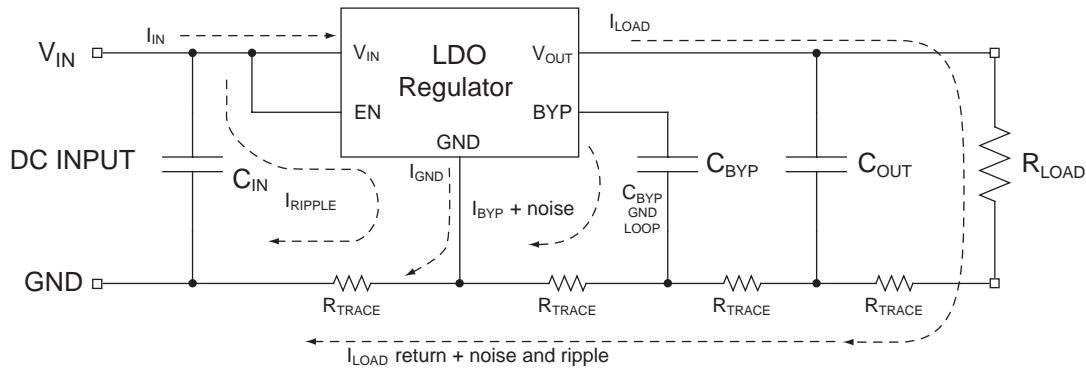 I_IN
I_LOAD
V_IN
V_IN
LDO
Regulator
V_OUT
EN
BYP
GND
DC INPUT
C_IN
I_RIPPLE
I_GND
I_BYP + noise
C_BYP
GND
LOOP
C_BYP
C_OUT
R_LOAD
GND
R_TRACE
R_TRACE
R_TRACE
R_TRACE
I_LOAD return + noise and ripple